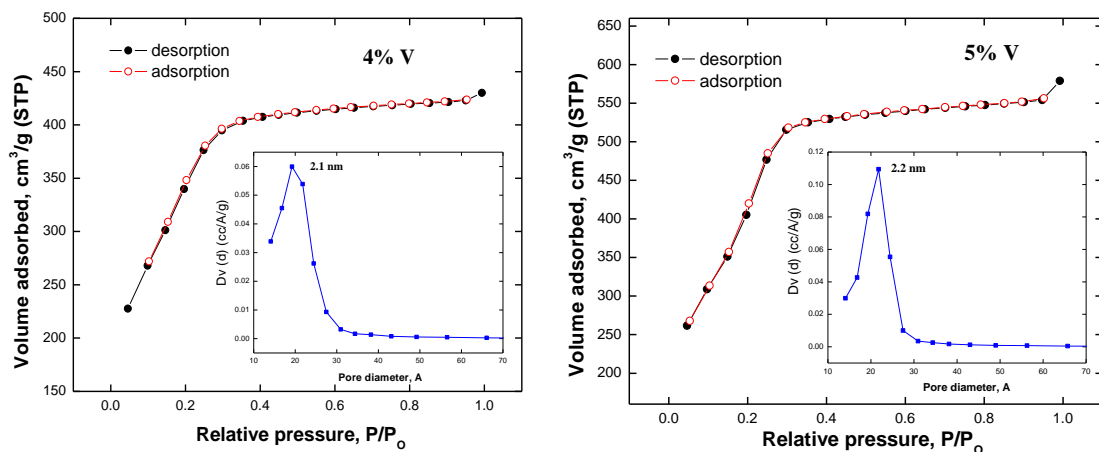 500
450
400
350
300
250
200
150
0.0 0.2 0.4 0.6 0.8 1.0
Volume adsorbed, cm³/g (STP)
Relative pressure, P/P₀
desorption
adsorption
4% V
0.06
0.05
0.04
0.03
0.02
0.01
0.00
10 20 30 40 50 60 70
Dv (d) (cc/A/g)
Pore diameter, A
2.1 nm
650
600
550
500
450
400
350
300
250
0.0 0.2 0.4 0.6 0.8 1.0
Volume adsorbed, cm³/g (STP)
Relative pressure, P/P₀
desorption
adsorption
5% V
0.12
0.10
0.08
0.06
0.04
0.02
0.00
10 20 30 40 50 60 70
Dv (d) (cc/A/g)
Pore diameter, A
2.2 nm